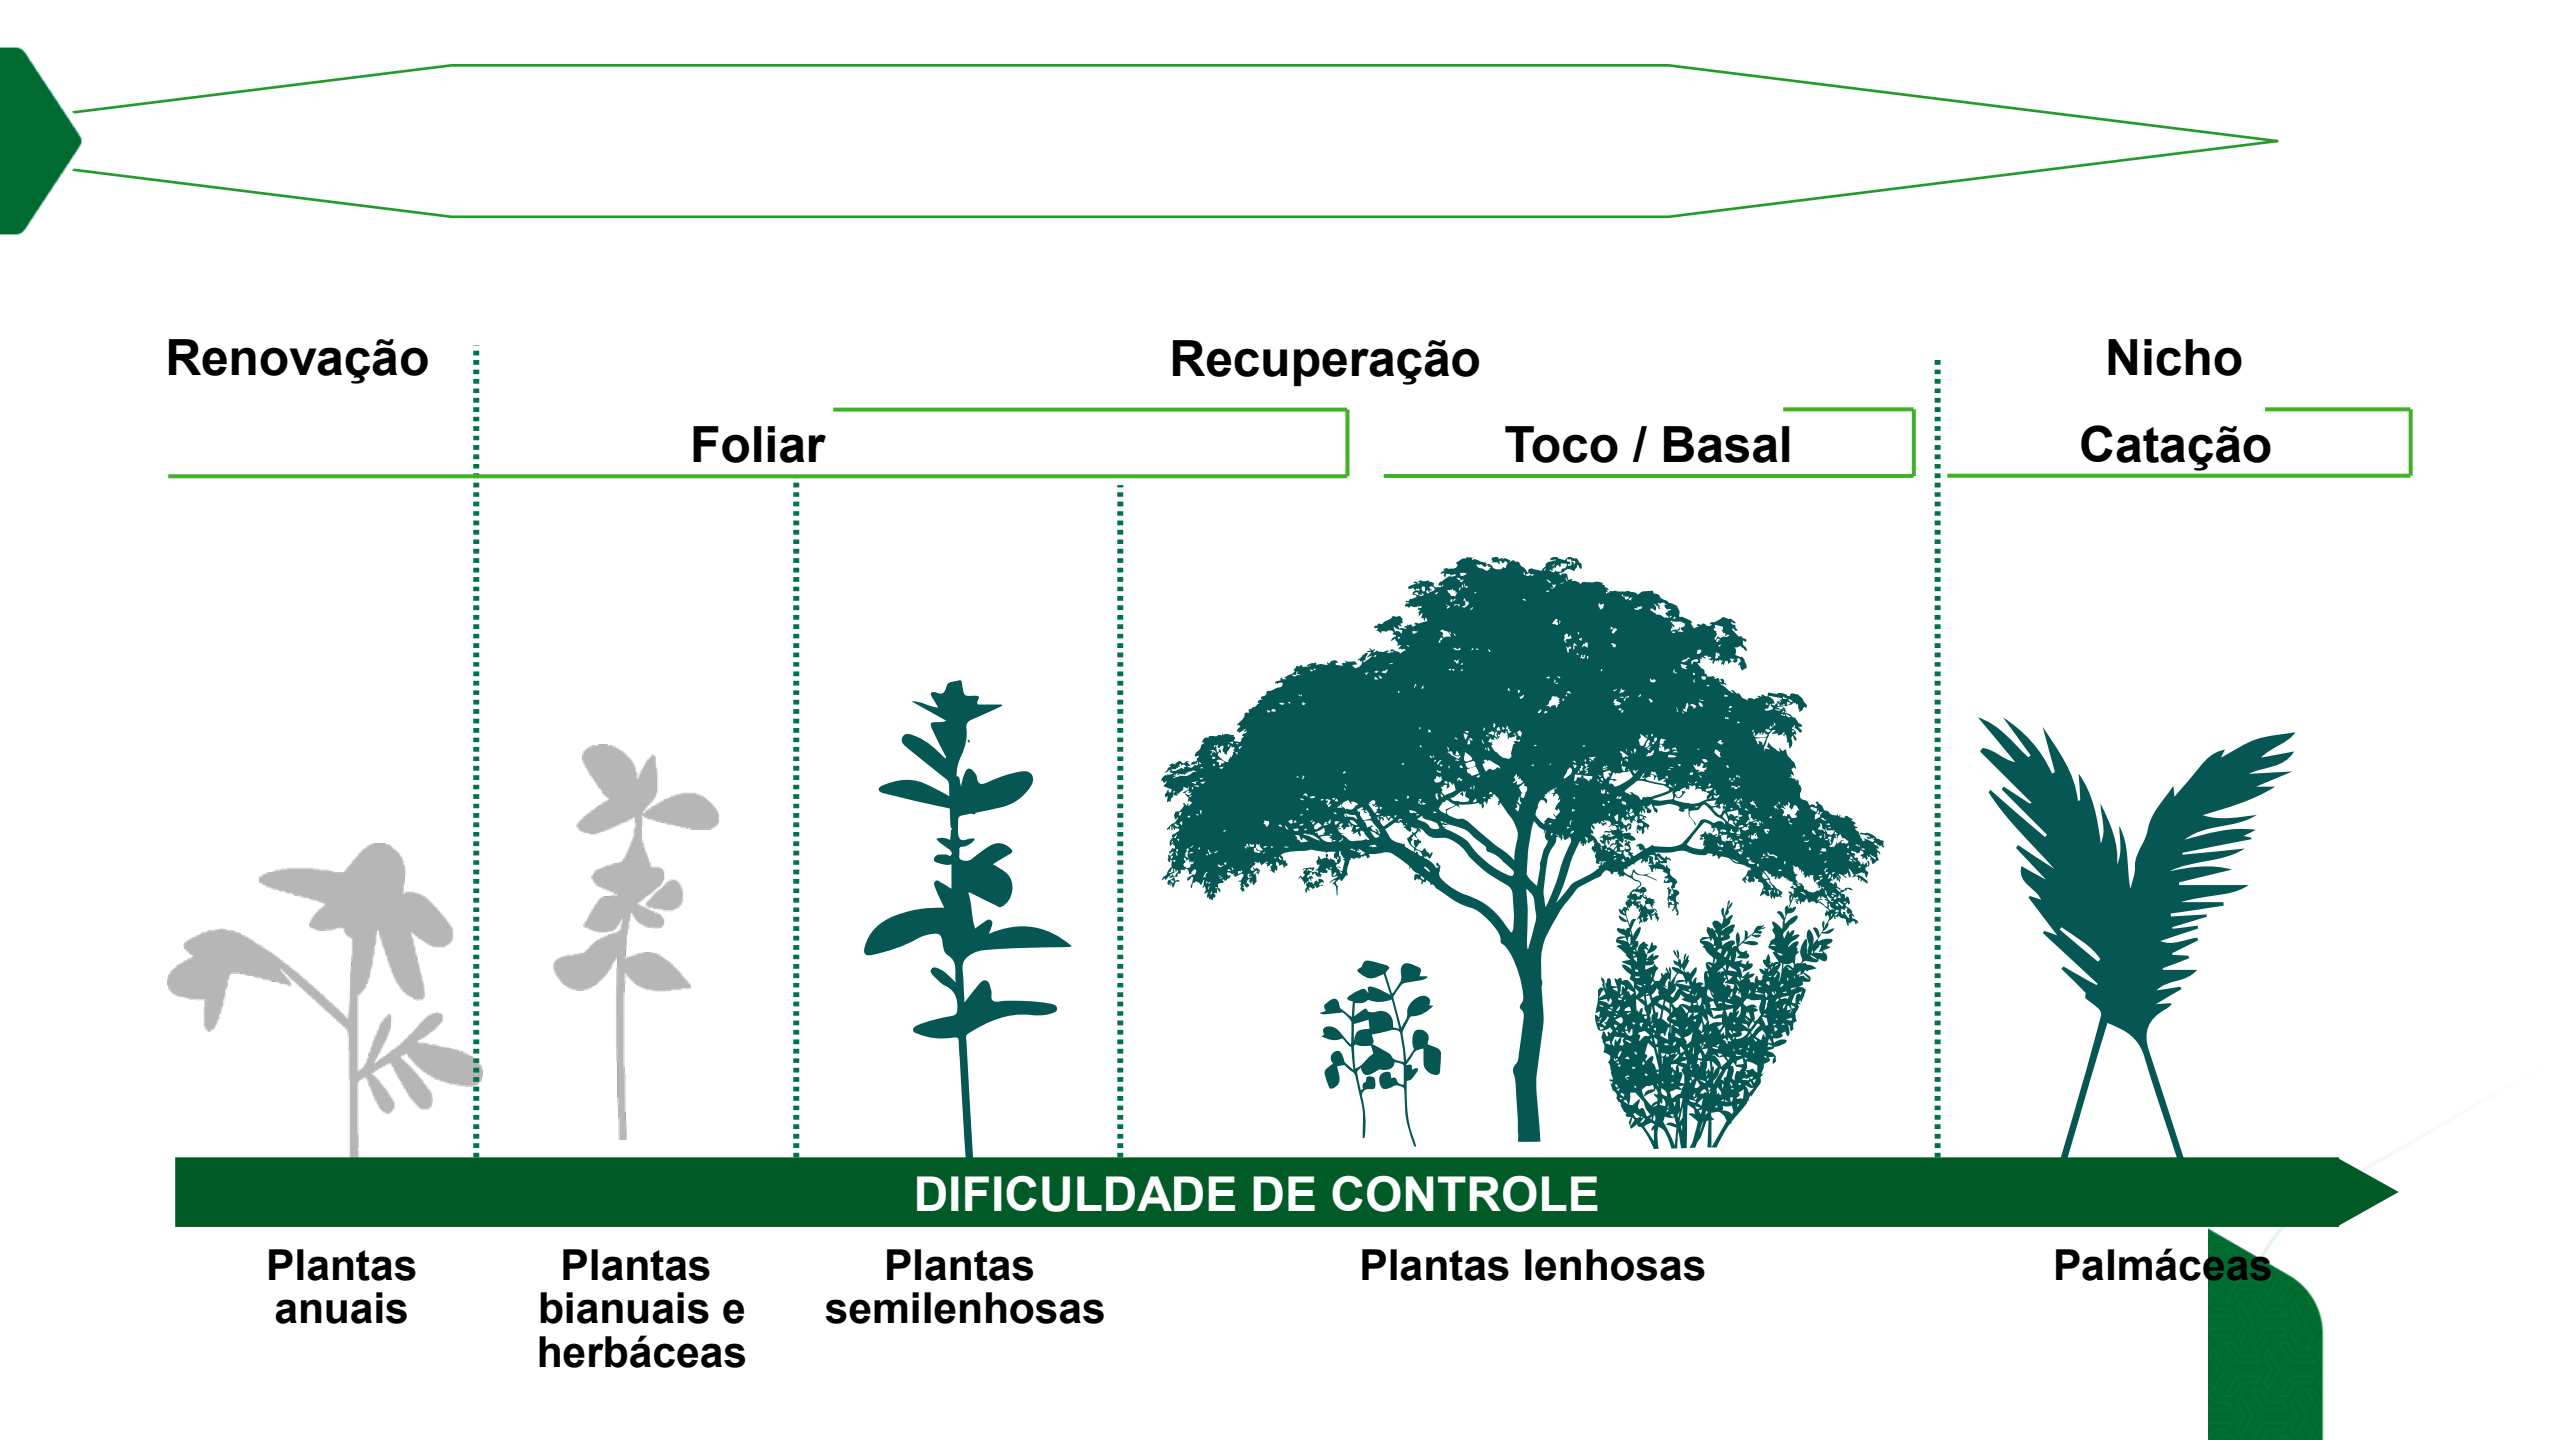 Renovação
Recuperação
Nicho
Foliar
Toco / Basal
Catação
DIFICULDADE DE CONTROLE
Plantas
anuais
Plantas
bianuais e
herbáceas
Plantas
semilenhosas
Plantas lenhosas
Palmáceas